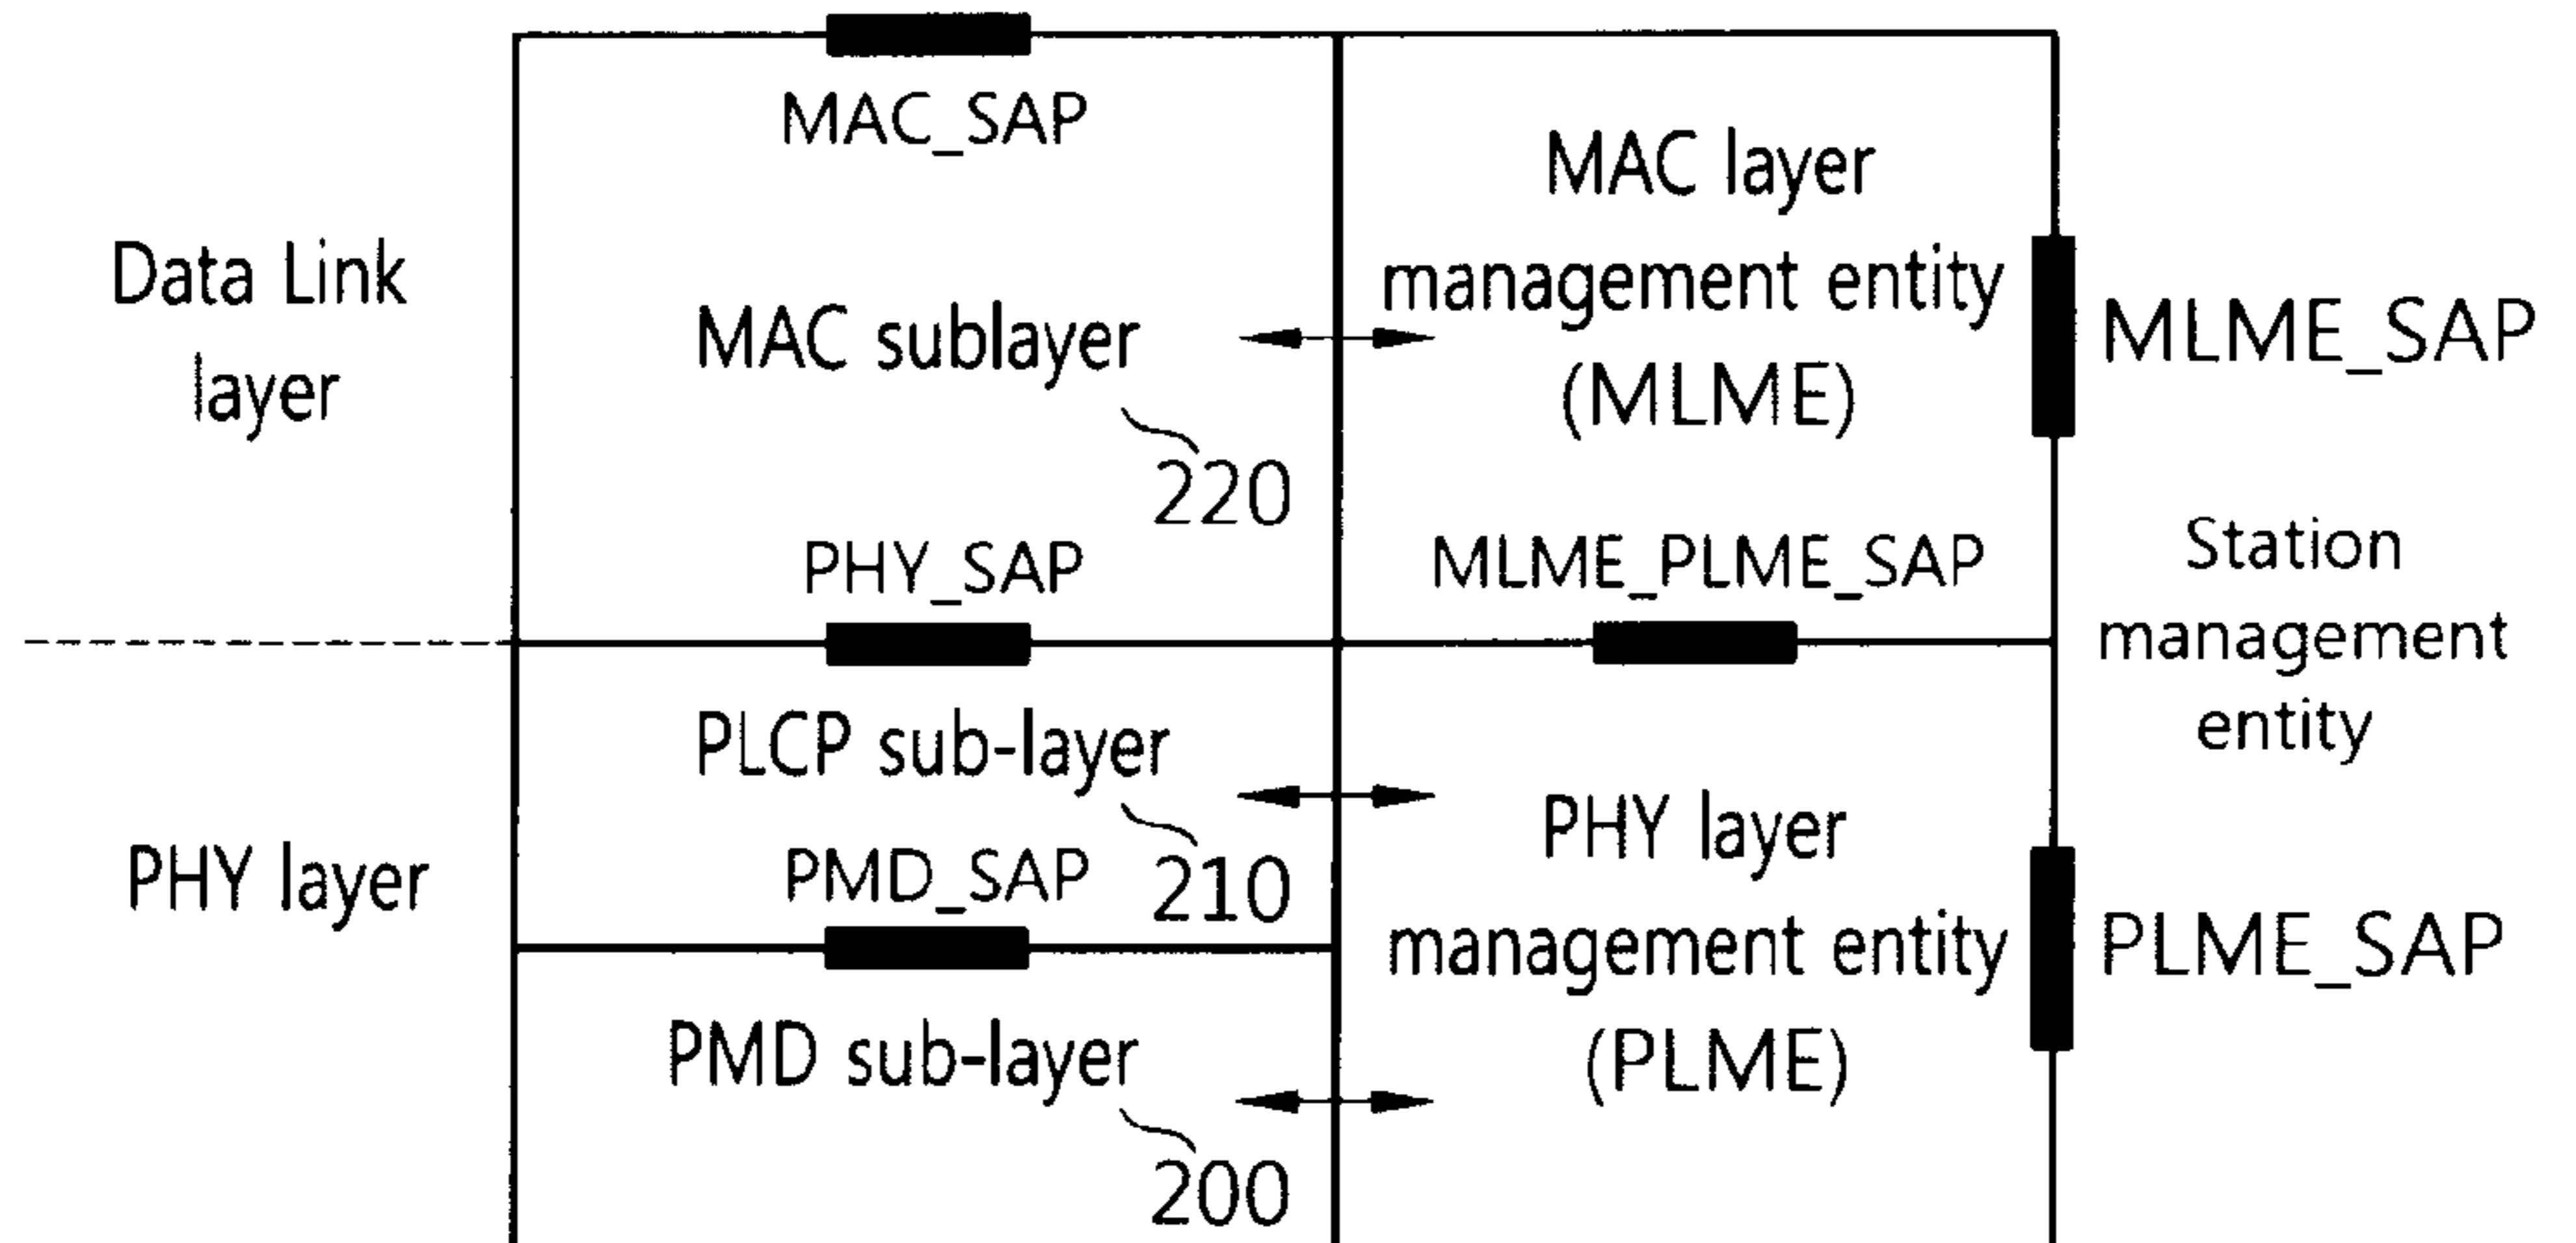 MAC_SAP
Data Link
layer
MAC sublayer
220
MAC layer
management entity
(MLME)
MLME_SAP
PHY_SAP
MLME_PLME_SAP
Station
management
entity
PHY layer
PLCP sub-layer
210
PMD_SAP
PMD sub-layer
200
PHY layer
management entity
(PLME)
PLME_SAP